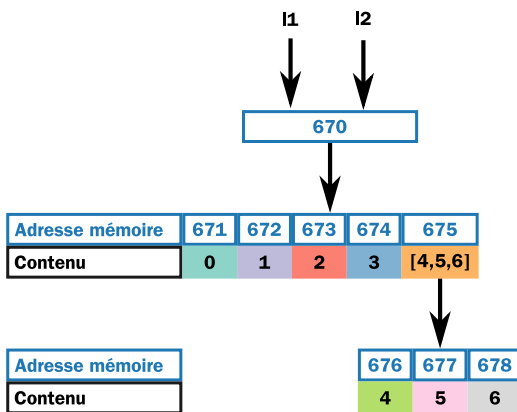 l1 l2
670
Adresse mémoire 671 672 673 674 675
Contenu 0 1 2 3 [4,5,6]
Adresse mémoire 676 677 678
Contenu 4 5 6